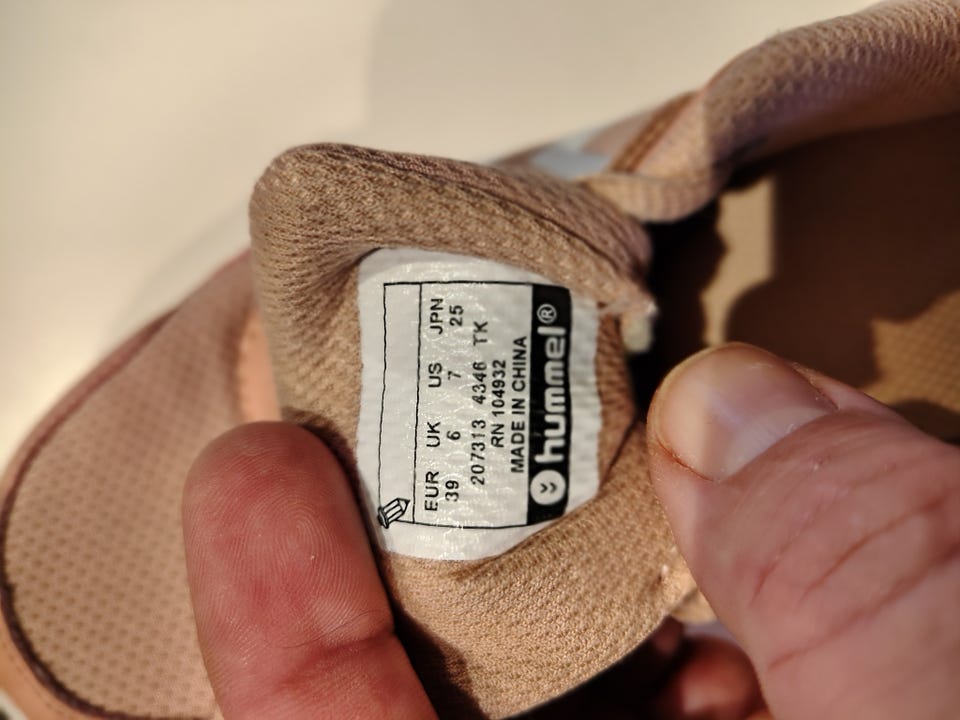 EUR UK US JPN
39 6 7 25
207313 4346 TK
RN 104932
MADE IN CHINA
hummel®